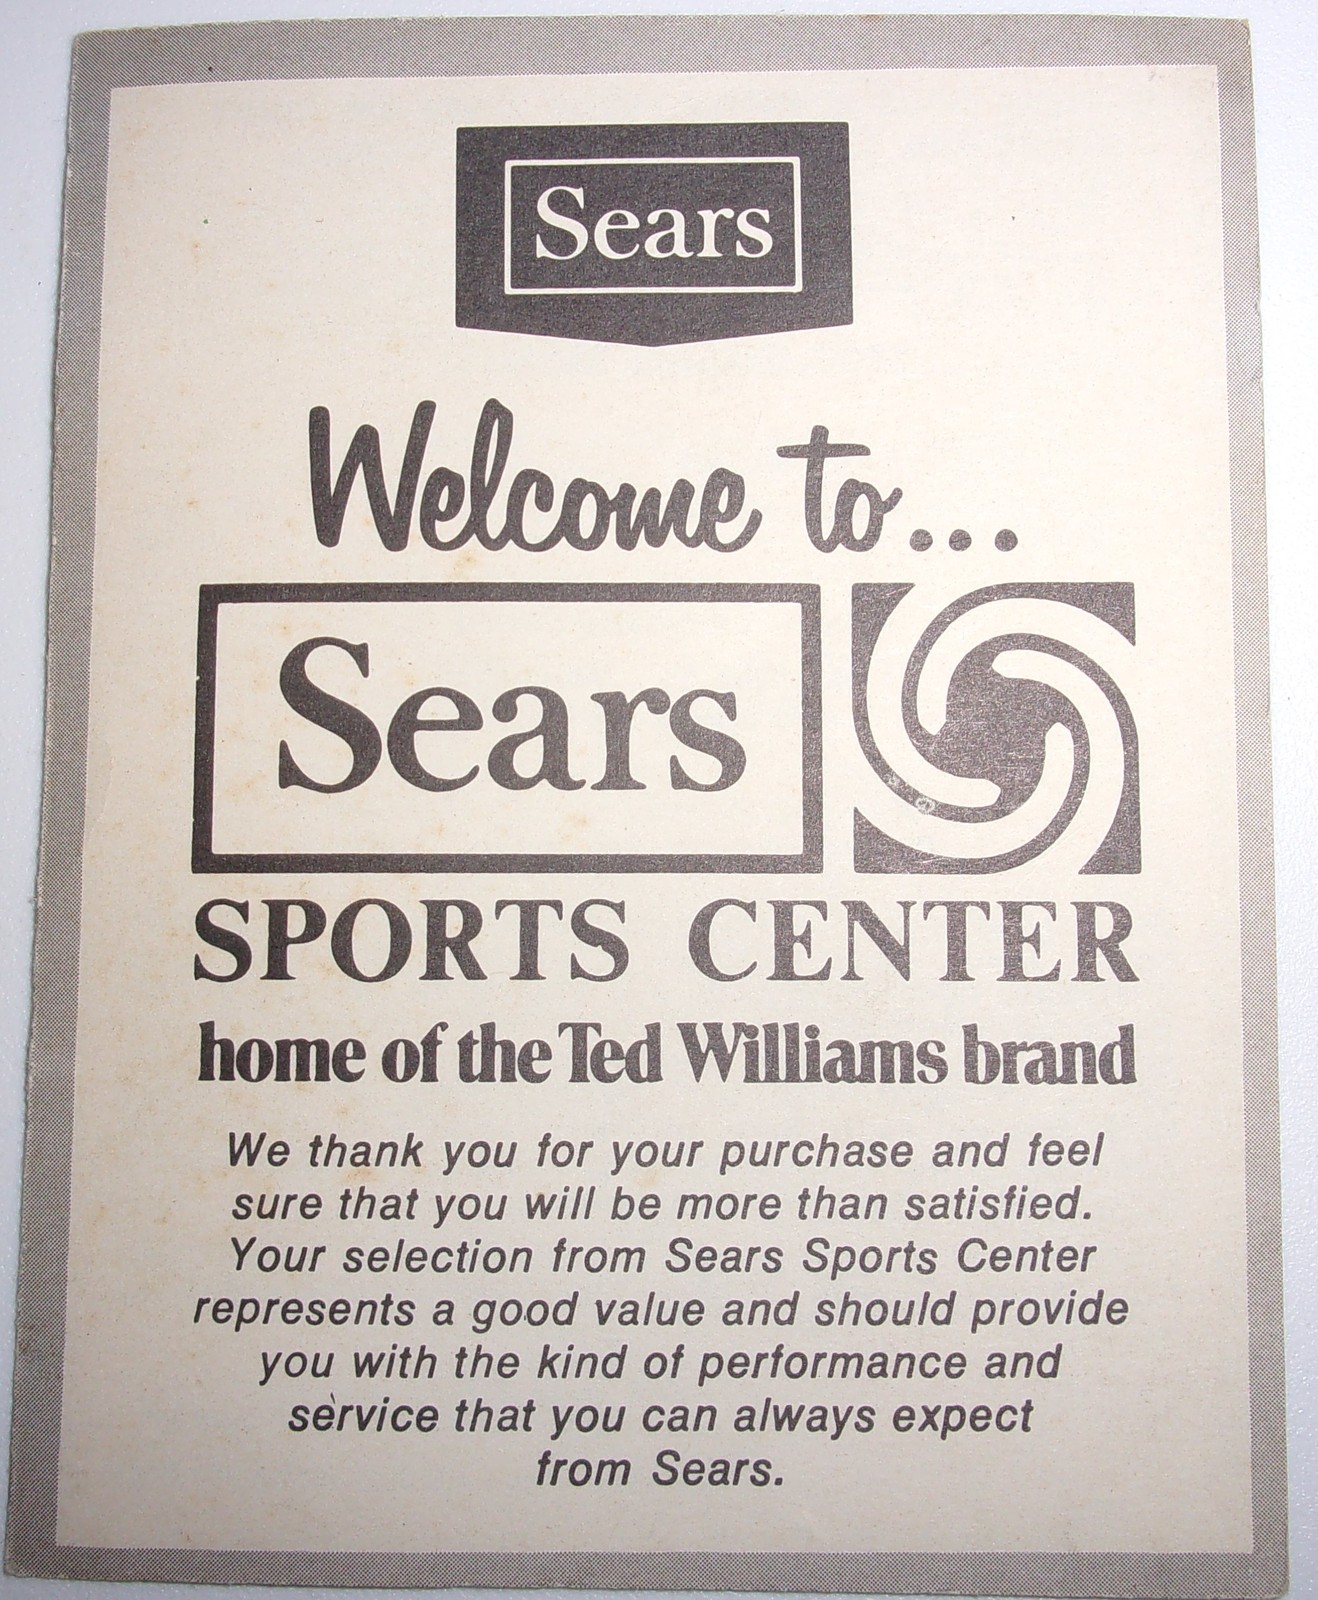 Sears
Welcome to...
Sears
SPORTS CENTER
home of the Ted Williams brand
We thank you for your purchase and feel
sure that you will be more than satisfied.
Your selection from Sears Sports Center
represents a good value and should provide
you with the kind of performance and
service that you can always expect
from Sears.